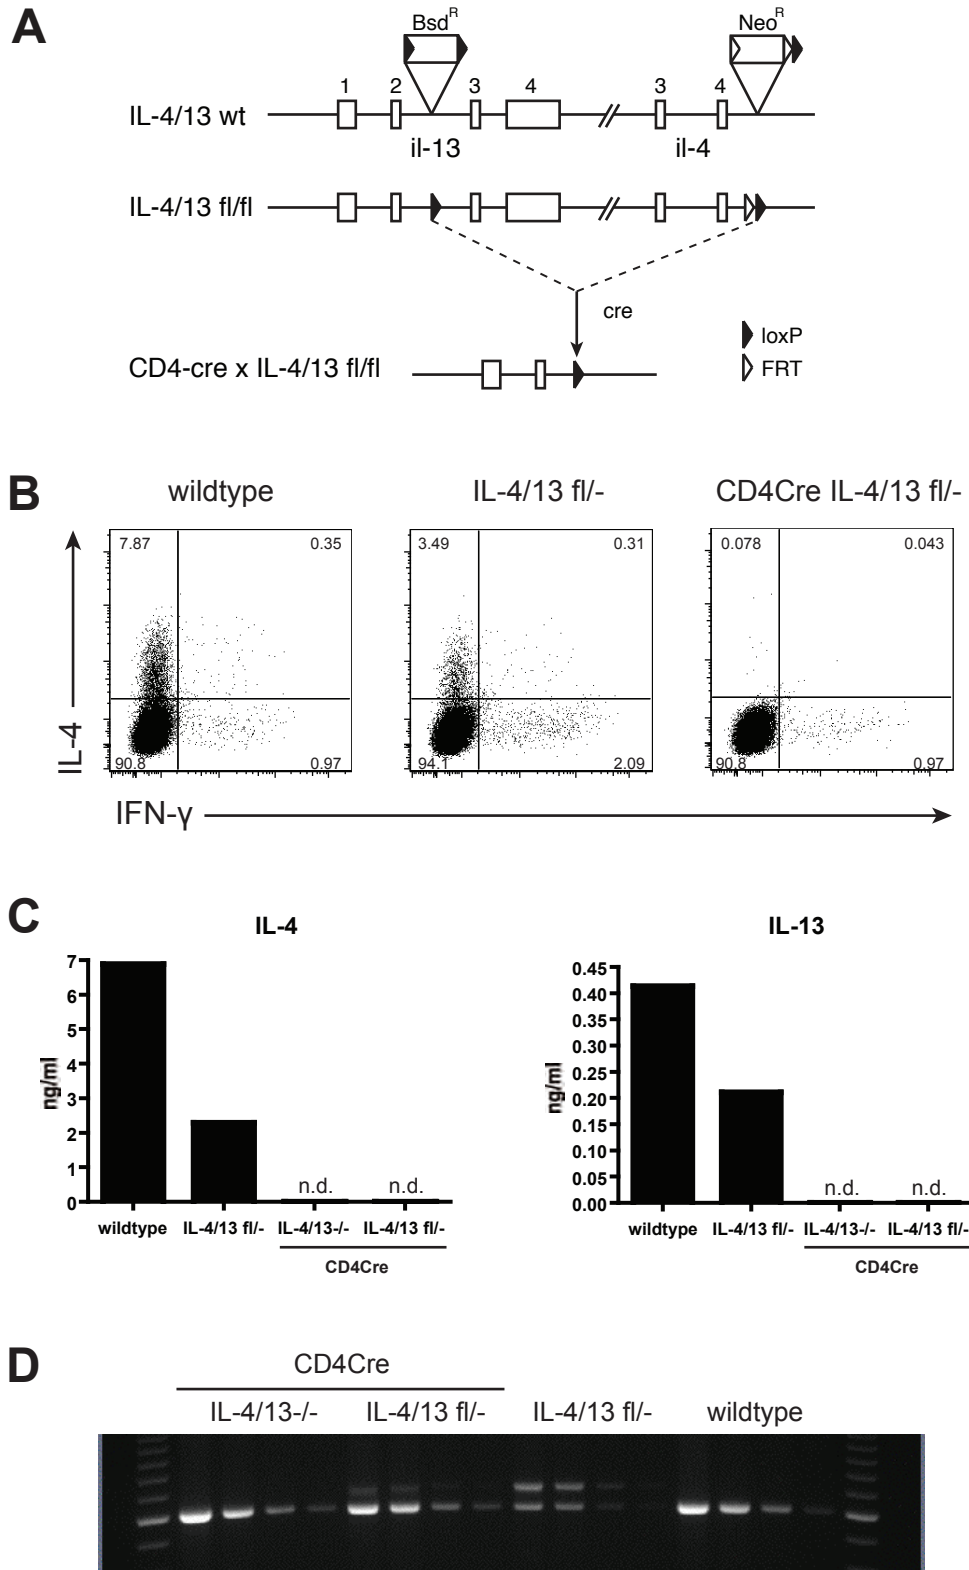 A
Bsd^R
Neo^R
1 2 3 4 3 4
IL-4/13 wt
il-13 il-4
IL-4/13 fl/fl
cre
loxP
CD4-cre x IL-4/13 fl/fl
FRT
B
wildtype IL-4/13 fl/- CD4Cre IL-4/13 fl/-
7.87 0.35 3.49 0.31 0.078 0.043
IL-4
90.8 0.97 94.1 2.09 90.8 0.97
IFN-γ
C
IL-4
7
6
5
4
3
2
1
0
ng/ml
wildtype IL-4/13 fl/- IL-4/13-/- IL-4/13 fl/-
n.d. n.d.
CD4Cre
IL-13
0.45
0.40
0.35
0.30
0.25
0.20
0.15
0.10
0.05
0.00
ng/ml
n.d. n.d.
wildtype IL-4/13 fl/- IL-4/13-/- IL-4/13 fl/-
CD4Cre
D
CD4Cre
IL-4/13-/- IL-4/13 fl/- IL-4/13 fl/- wildtype